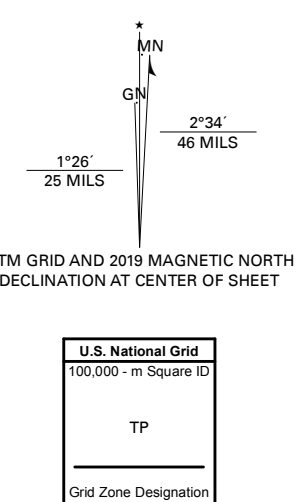 ★
MN
GN
2°34´
46 MILS
1°26´
25 MILS
TM GRID AND 2019 MAGNETIC NORTH
DECLINATION AT CENTER OF SHEET
U.S. National Grid
100,000 - m Square ID
TP
Grid Zone Designation